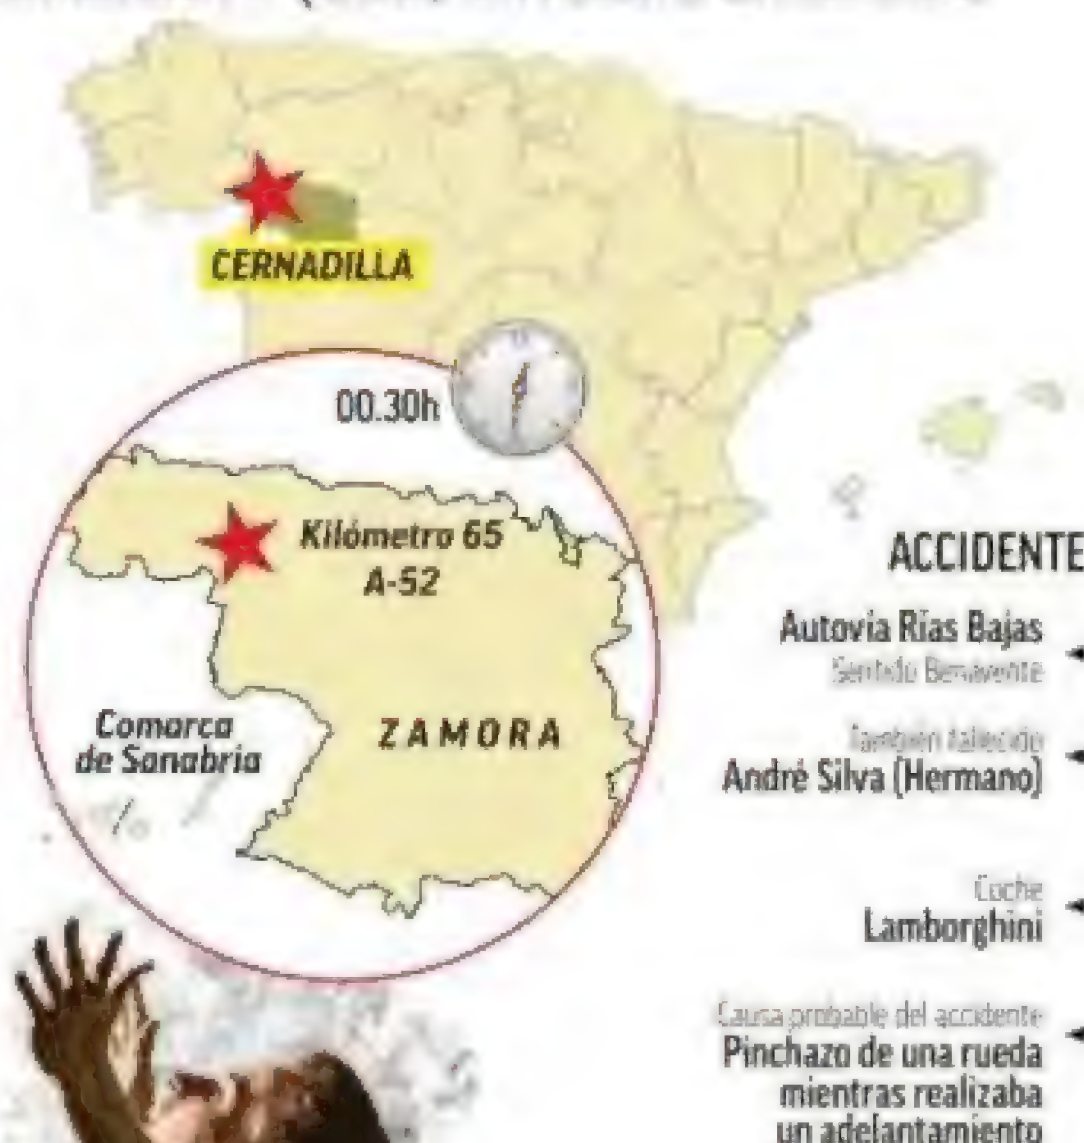 CERNADILLA
00.30h
Kilómetro 65
A-52
ZAMORA
Comarca
de Sanabria
ACCIDENTE
Autovía Rías Bajas
Sentido Benavente
También fallecido
André Silva (Hermano)
Coche
Lamborghini
Causa probable del accidente
Pinchazo de una rueda
mientras realizaba
un adelantamiento